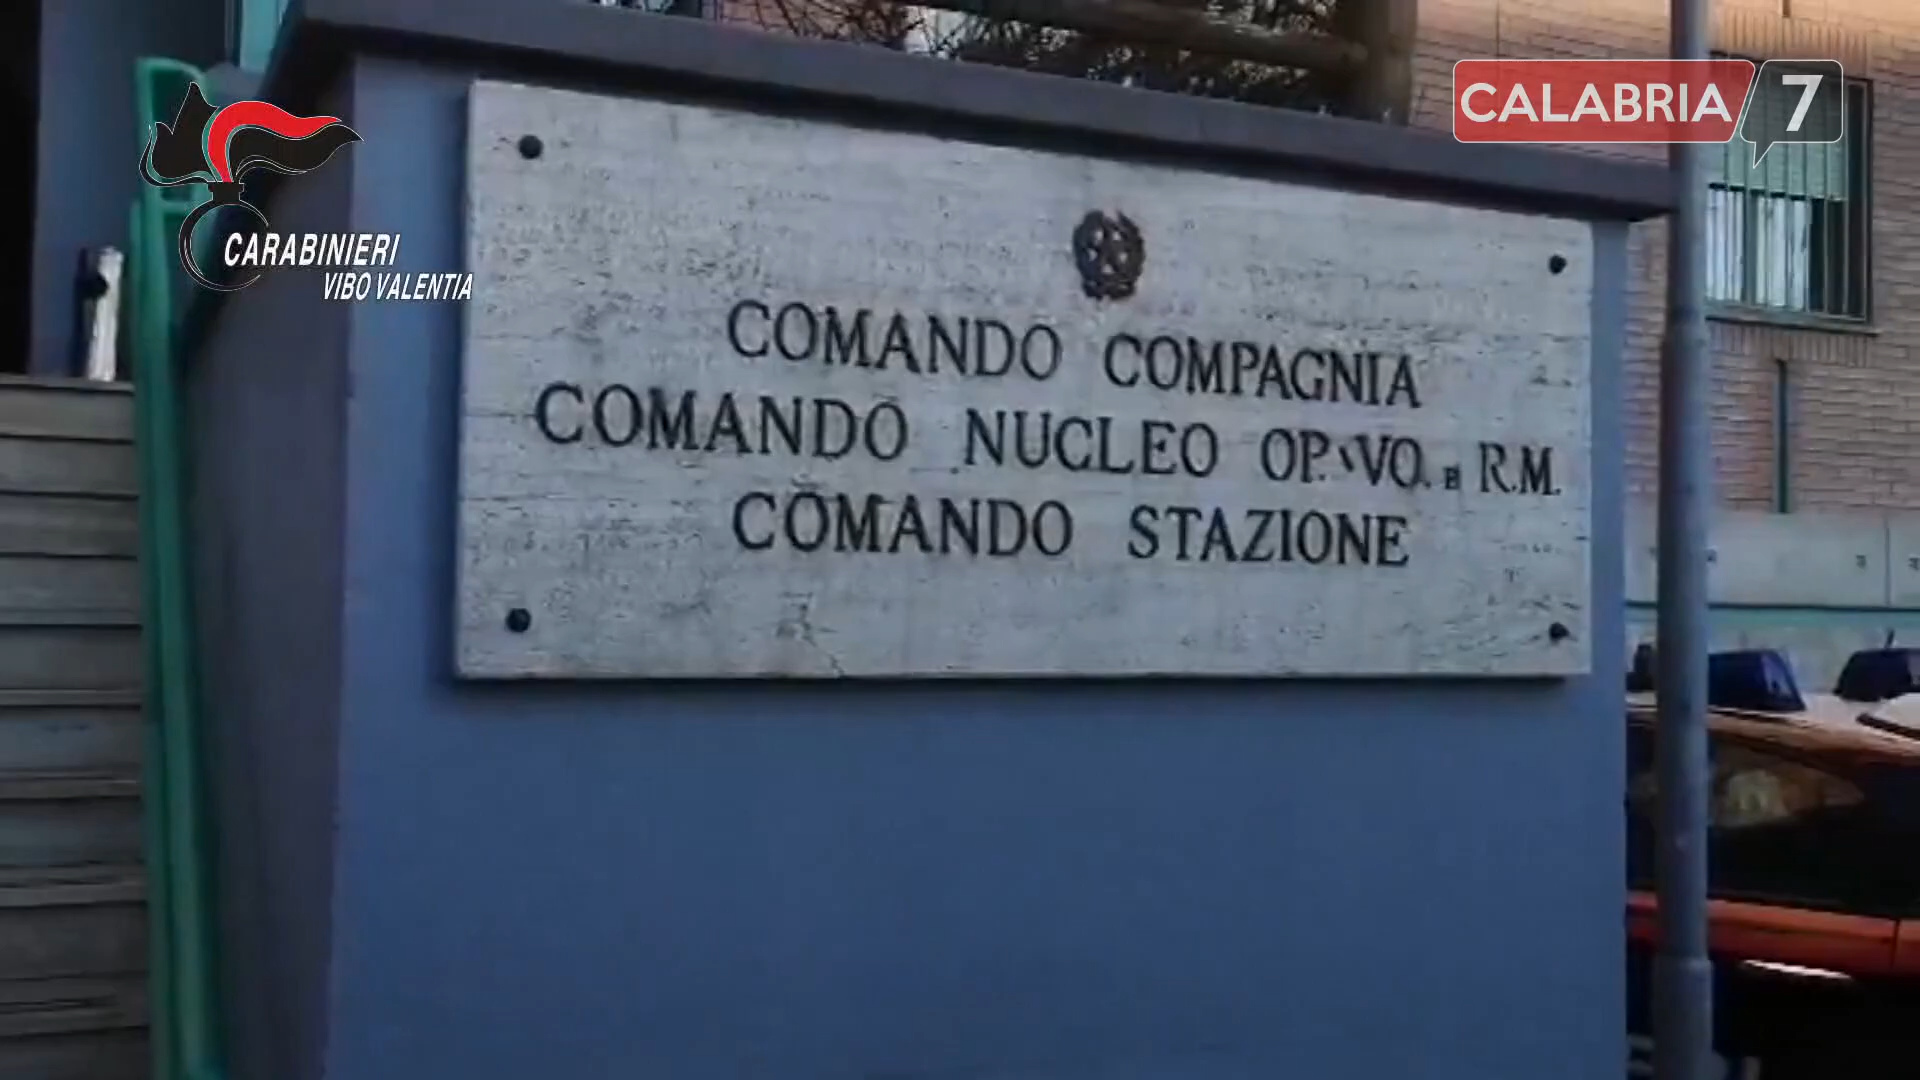 CALABRIA 7
CARABINIERI
VIBO VALENTIA
COMANDO COMPAGNIA
COMANDO NUCLEO OP.VO. E R.M.
COMANDO STAZIONE